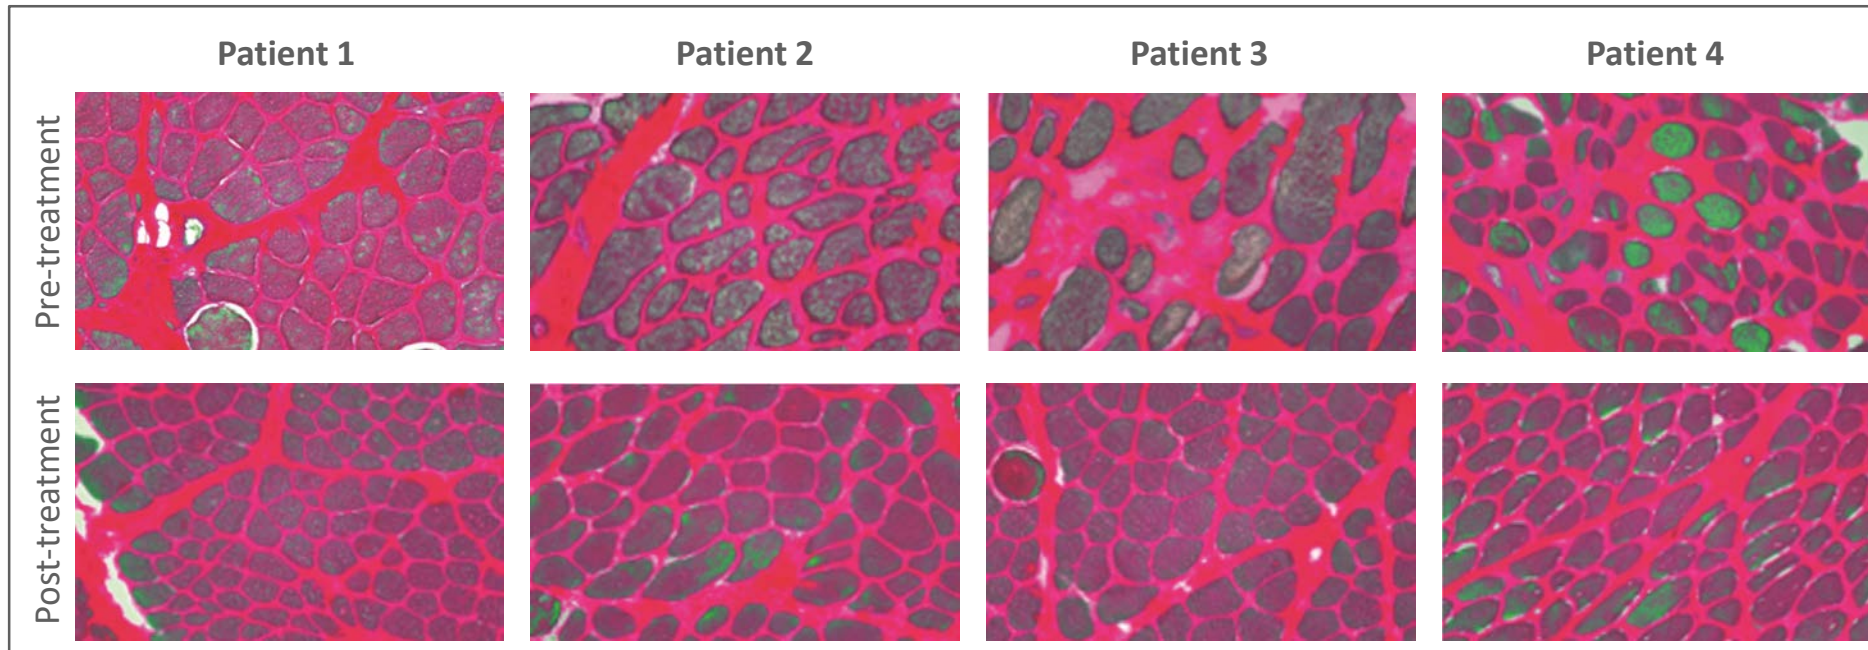 Patient 1
Patient 2
Patient 3
Patient 4
Pre-treatment
Post-treatment